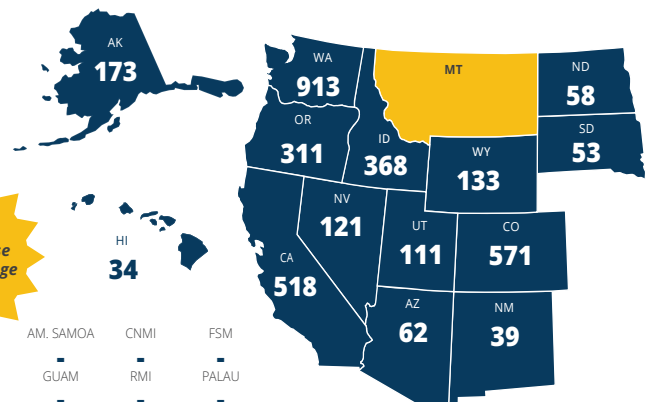 AK
173
WA
913
MT
ND
58
OR
311
ID
368
SD
53
WY
133
NV
121
UT
111
CO
571
HI
34
CA
518
AZ
62
NM
39
AM. SAMOA CNMI FSM
- - -
GUAM RMI PALAU
- - -